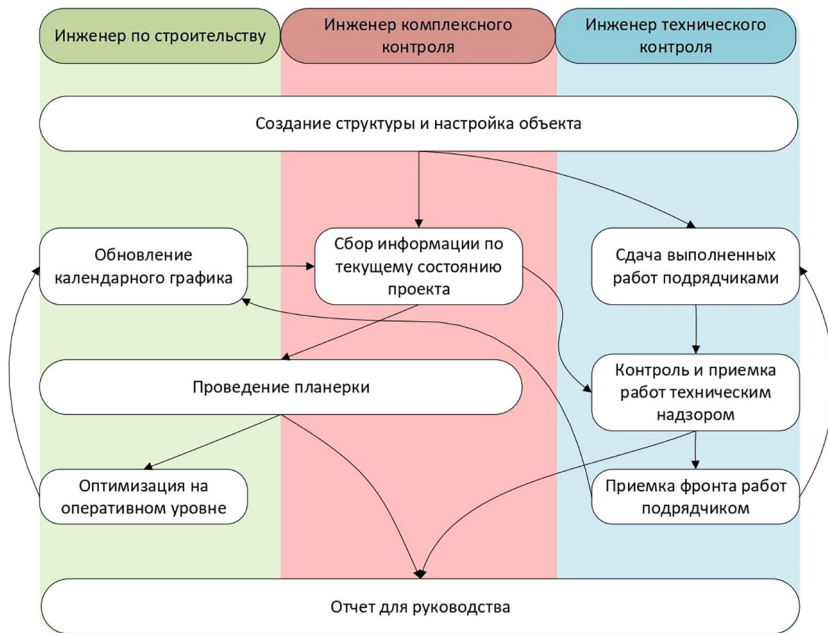 Инженер по строительству
Инженер комплексного
контроля
Инженер технического
контроля
Создание структуры и настройка объекта
Обновление
календарного графика
Сбор информации по
текущему состоянию
проекта
Сдача выполненных
работ подрядчиками
Проведение планерки
Контроль и приемка
работ техническим
надзором
Оптимизация на
оперативном уровне
Приемка фронта работ
подрядчиком
Отчет для руководства